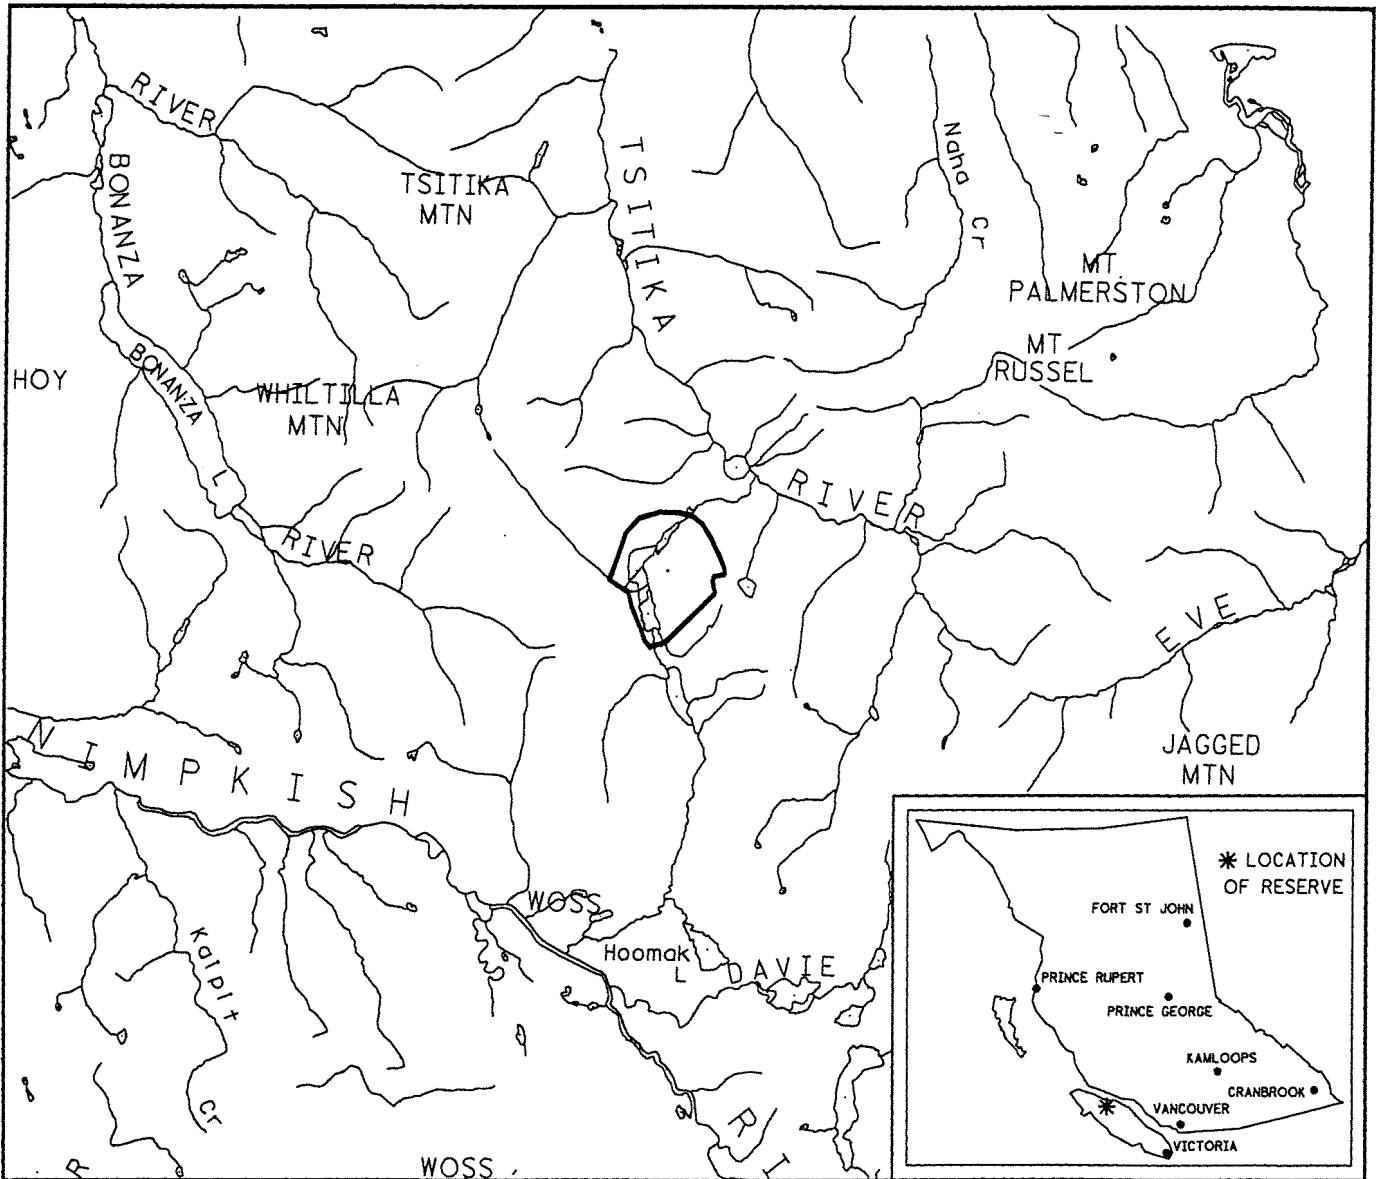 RIVER
BONANZA
TSITIKA
MTN
TSITIKA
Naha Cr
MT.
PALMERSTON
MT
RUSSEL
HOY
BONANZA L
WHILTILLA
MTN
RIVER
RIVER
EVE
JAGGED
MTN
NIMPKISH
WOSS
Hoomak
L
DAVIE
Kaipit Cr
R
WOSS
RI
LOCATION
OF RESERVE
FORT ST JOHN
PRINCE RUPERT
PRINCE GEORGE
KAMLOOPS
CRANBROOK
VANCOUVER
VICTORIA